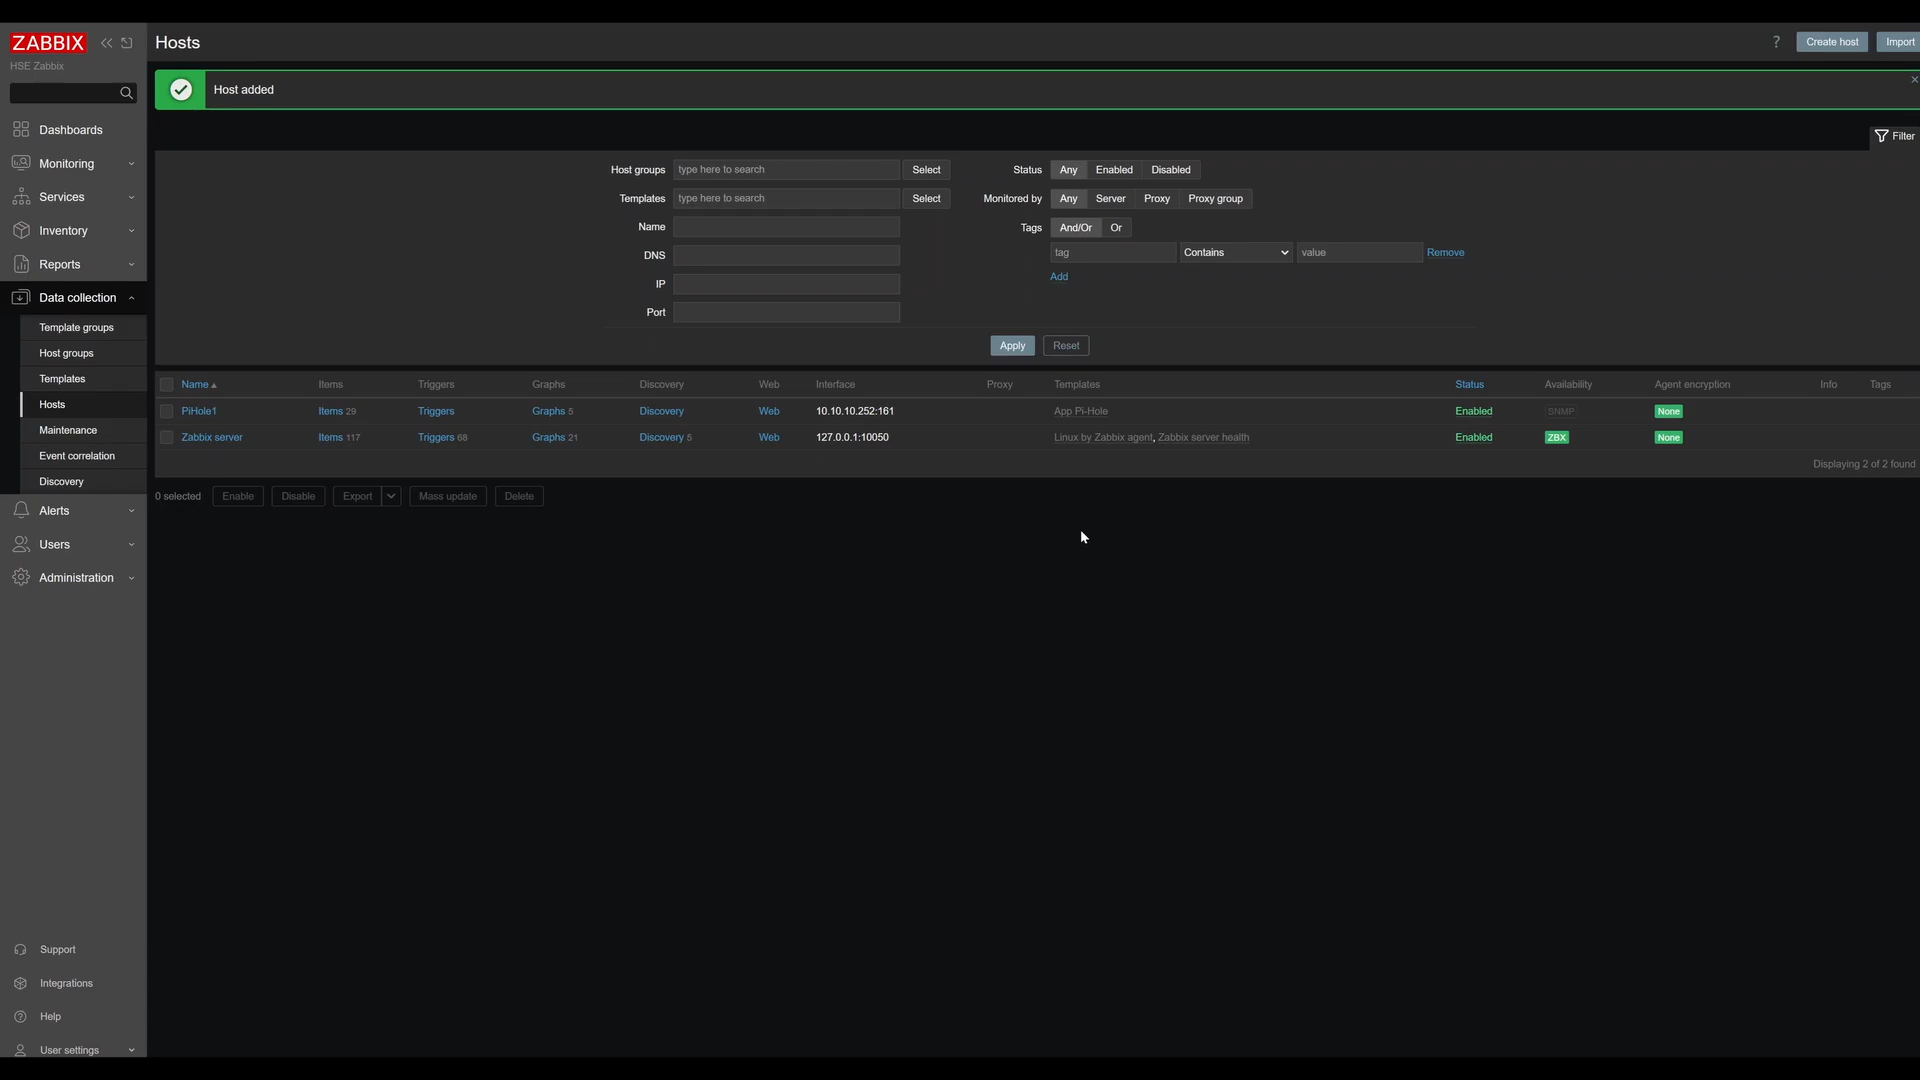 ZABBIX
HSE Zabbix
Dashboards
Monitoring
Services
Inventory
Reports
Data collection
Template groups
Host groups
Templates
Hosts
Maintenance
Event correlation
Discovery
Alerts
Users
Administration
Support
Integrations
Help
User settings
Hosts
? Create host Import
Host added
Filter
Host groups type here to search Select
Templates type here to search Select
Name
DNS
IP
Port
Status Any Enabled Disabled
Monitored by Any Server Proxy Proxy group
Tags And/Or Or
tag Contains value Remove
Add
Apply Reset
Name Items Triggers Graphs Discovery Web Interface Proxy Templates Status Availability Agent encryption Info Tags
PiHole1 Items 29 Triggers Graphs 5 Discovery Web 10.10.10.252:161 App Pi-Hole Enabled SNMP None
Zabbix server Items 117 Triggers 68 Graphs 21 Discovery 5 Web 127.0.0.1:10050 Linux by Zabbix agent, Zabbix server health Enabled ZBX None
Displaying 2 of 2 found
0 selected Enable Disable Export Mass update Delete